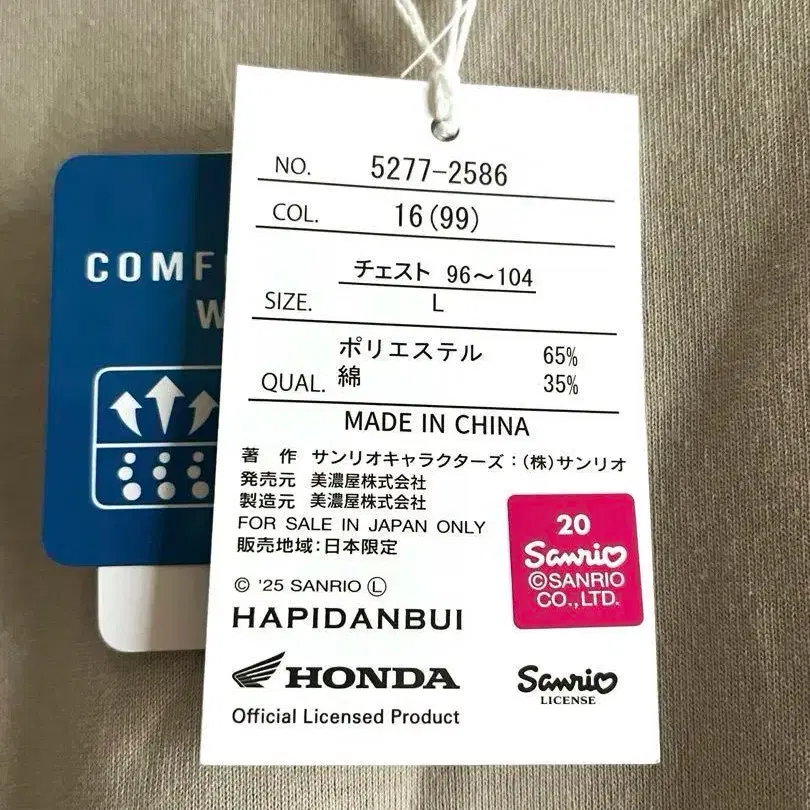 NO. 5277-2586
COL. 16(99)
チェスト 96〜104
SIZE. L
ポリエステル 65%
QUAL. 綿 35%
MADE IN CHINA
著 作 サンリオキャラクターズ:(株)サンリオ
発売元 美濃屋株式会社
製造元 美濃屋株式会社
FOR SALE IN JAPAN ONLY
販売地域:日本限定
20
Sanrio
©SANRIO
CO.,LTD.
© '25 SANRIO Ⓛ
HAPIDANBUI
HONDA
Official Licensed Product
Sanrio
LICENSE